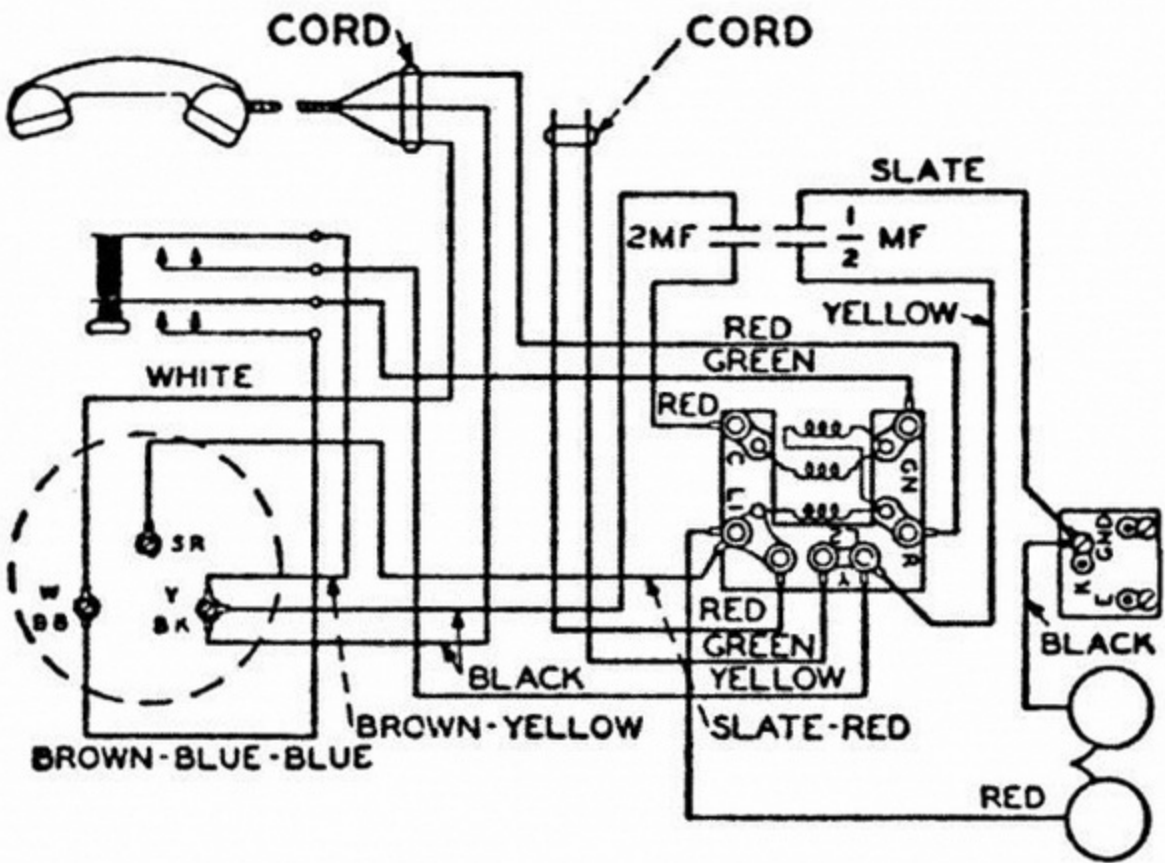 CORD
CORD
SLATE
2MF
1/2 MF
YELLOW
RED
GREEN
WHITE
RED
C
GN
L1
R
Y
SR
W
BB
Y
BK
GND
K
E
RED
GREEN
YELLOW
BLACK
BLACK
BROWN-YELLOW
SLATE-RED
BROWN-BLUE-BLUE
RED